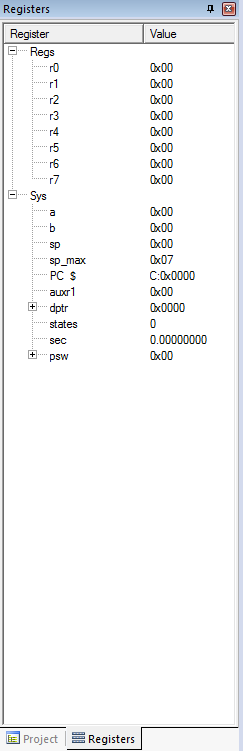 Registers
Register Value
Regs
r0 0x00
r1 0x00
r2 0x00
r3 0x00
r4 0x00
r5 0x00
r6 0x00
r7 0x00
Sys
a 0x00
b 0x00
sp 0x00
sp_max 0x07
PC $ C:0x0000
auxr1 0x00
dptr 0x0000
states 0
sec 0.00000000
psw 0x00
Project Registers